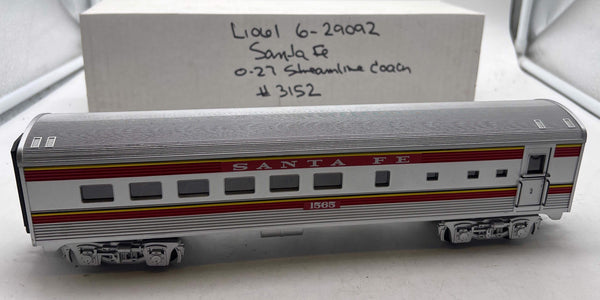 Lionel 6-29092
Santa Fe
O-27 Streamline Coach
#3152
SANTA FE
1565